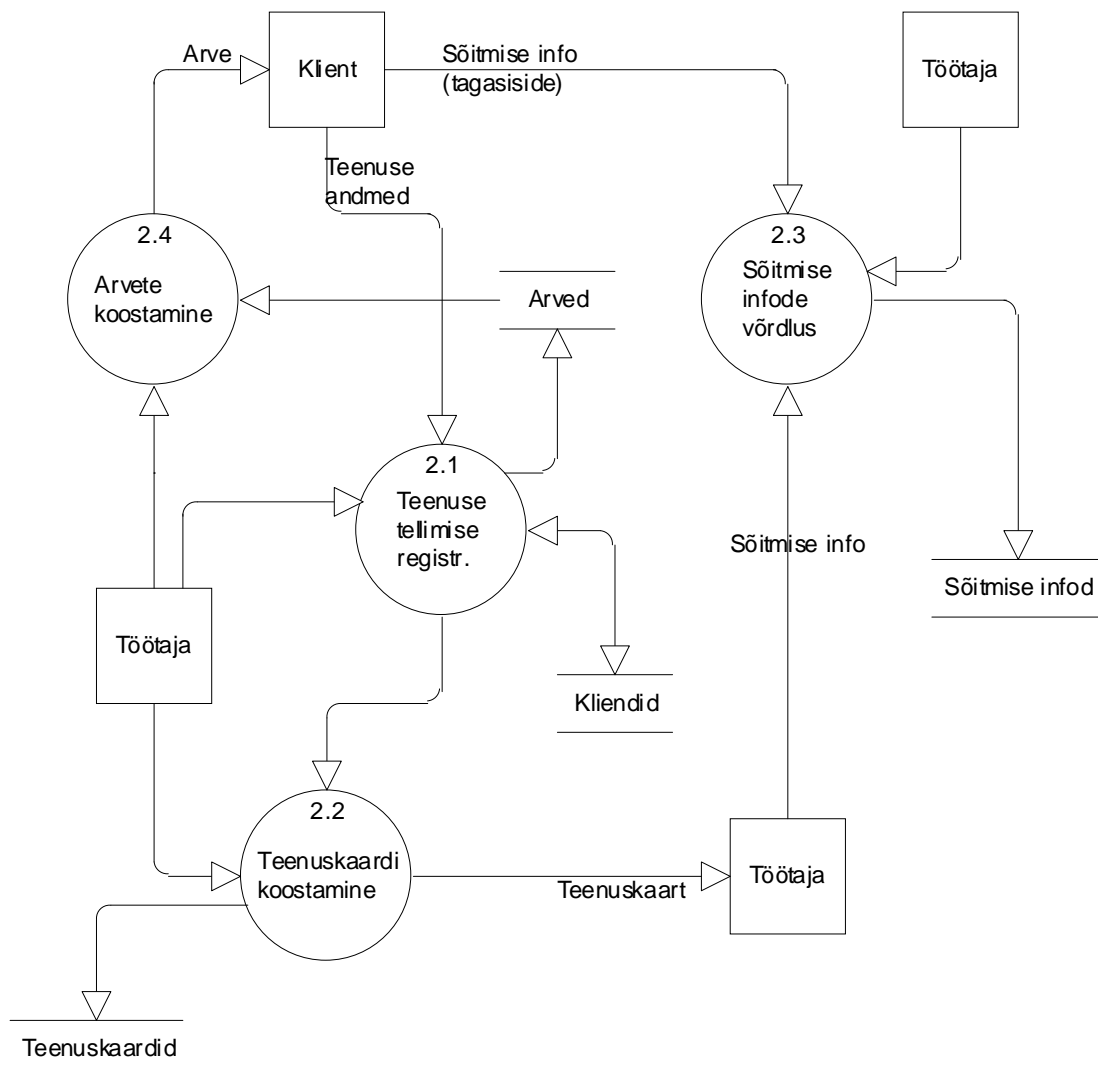 Arve
Klient
Sõitmise info
(tagasiside)
Töötaja
Teenuse
andmed
2.4
Arvete
koostamine
2.3
Sõitmise
infode
võrdlus
Arved
2.1
Teenuse
tellimise
registr.
Sõitmise info
Sõitmise infod
Töötaja
Kliendid
2.2
Teenuskaardi
koostamine
Teenuskaart
Töötaja
Teenuskaardid